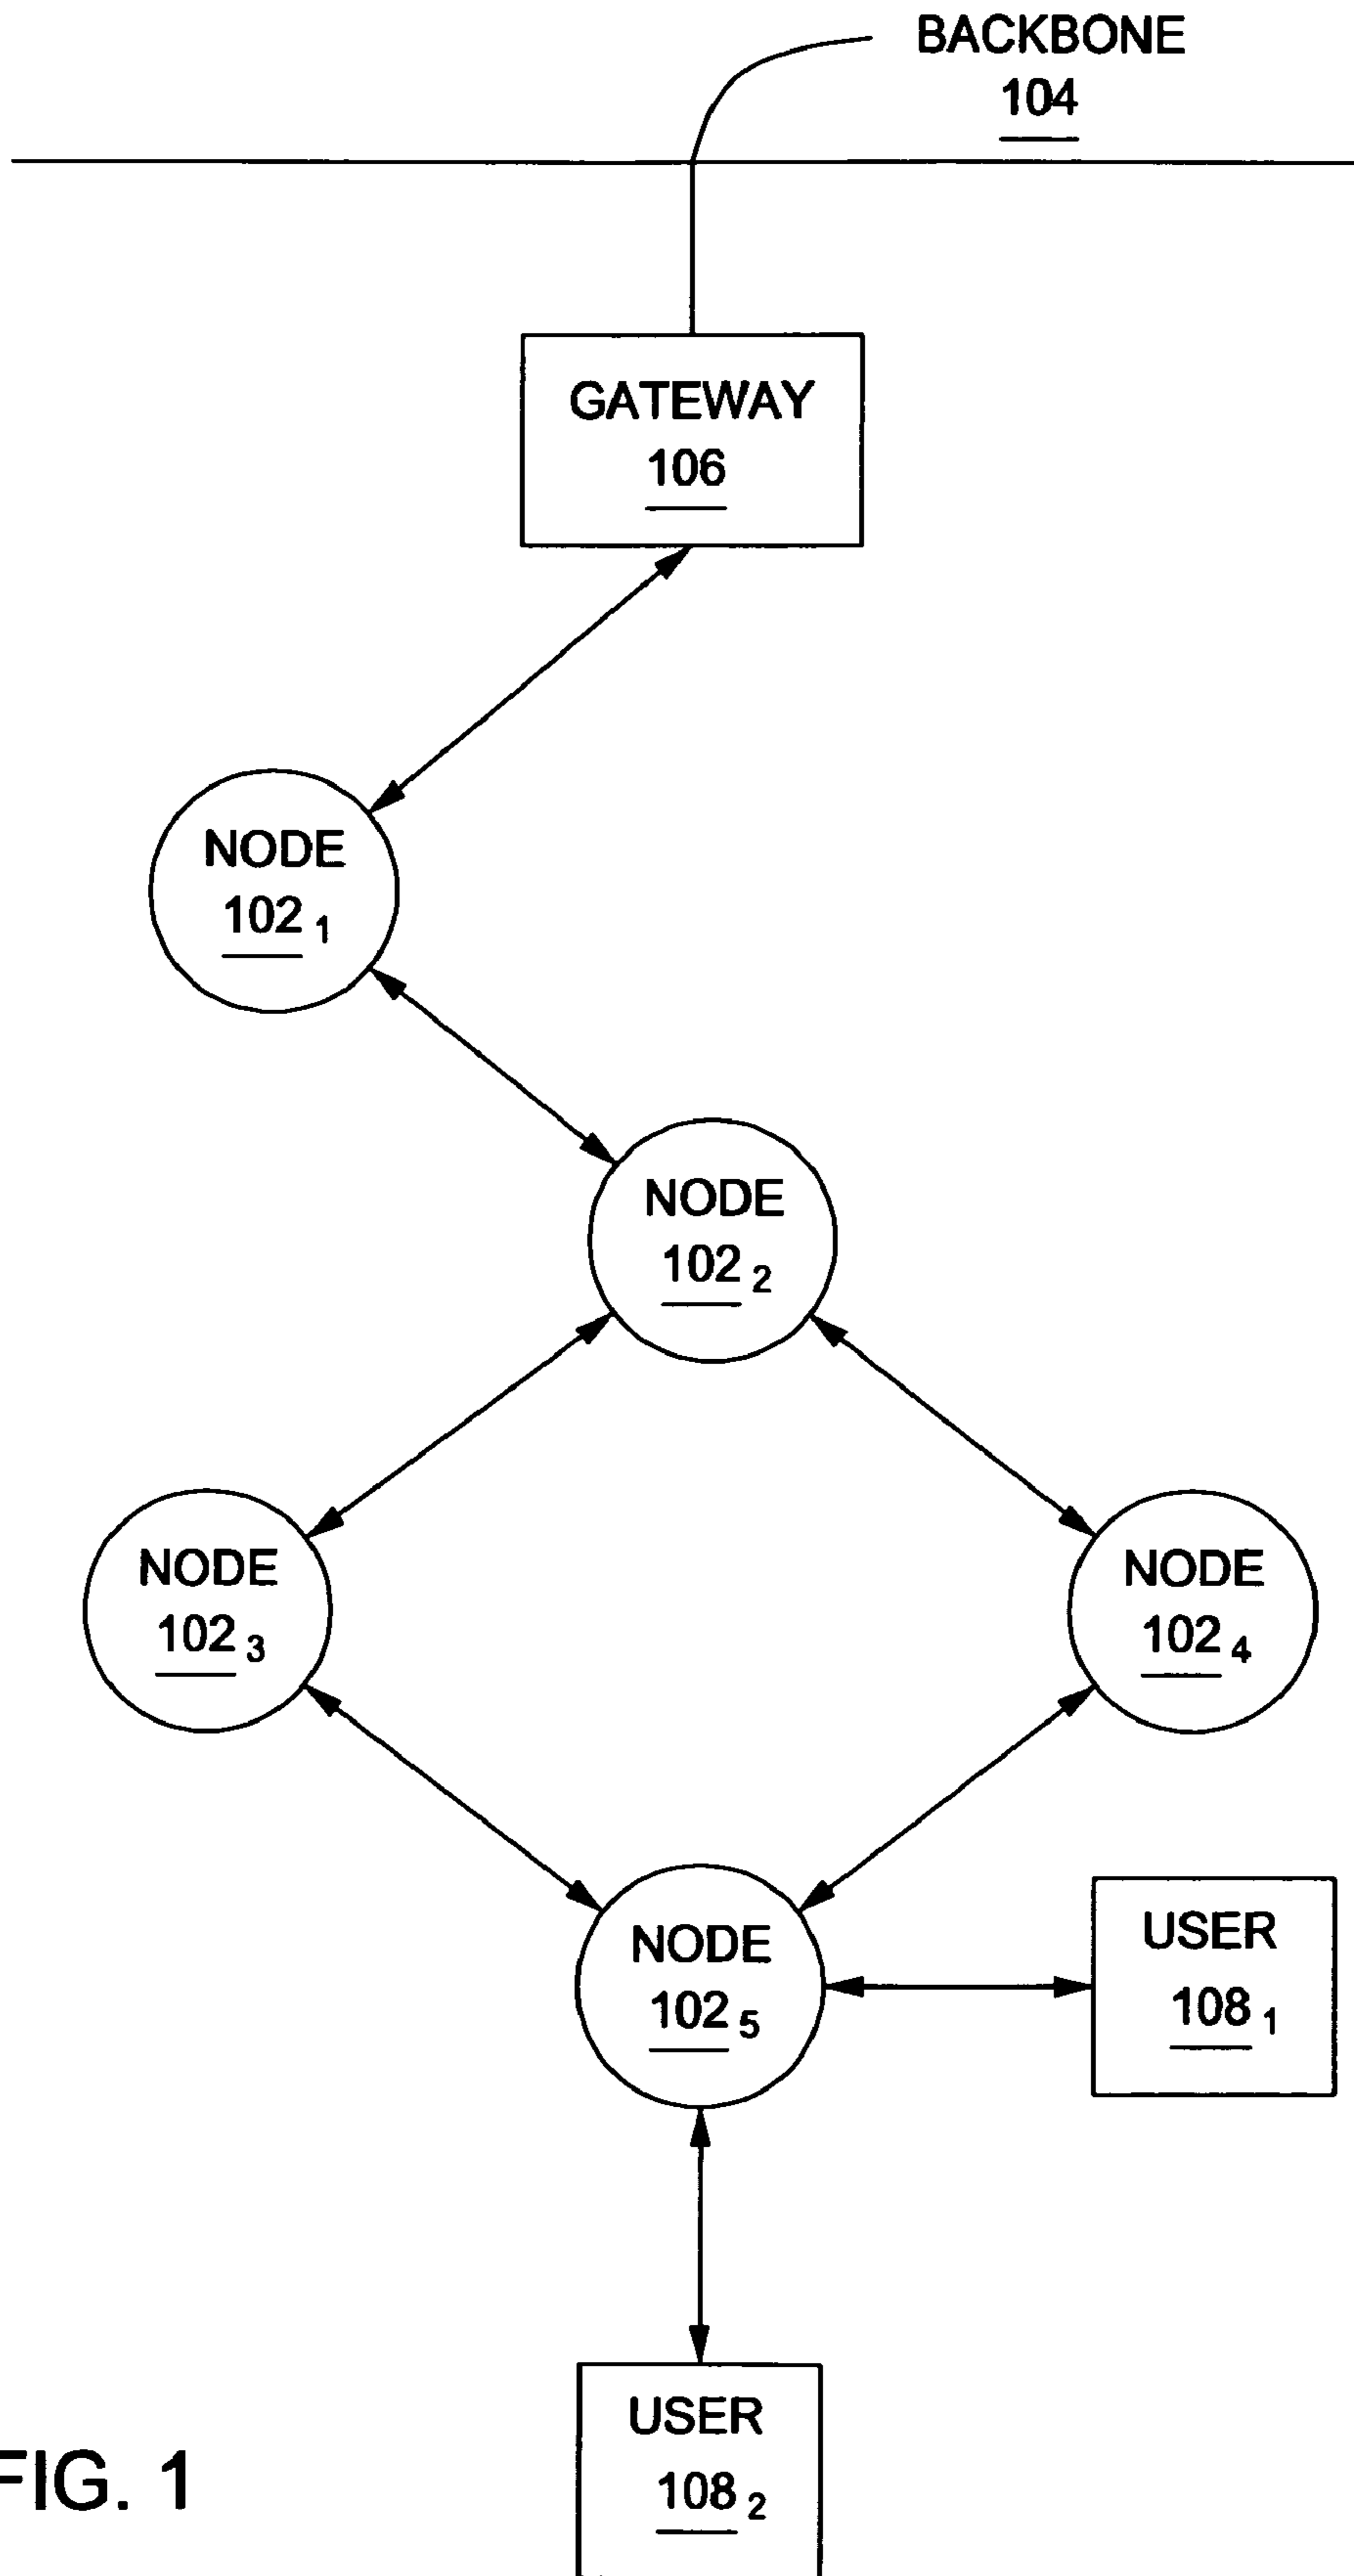 BACKBONE
104
GATEWAY
106
NODE
102 1
NODE
102 2
NODE
102 3
NODE
102 4
NODE
102 5
USER
108 1
USER
108 2
FIG. 1